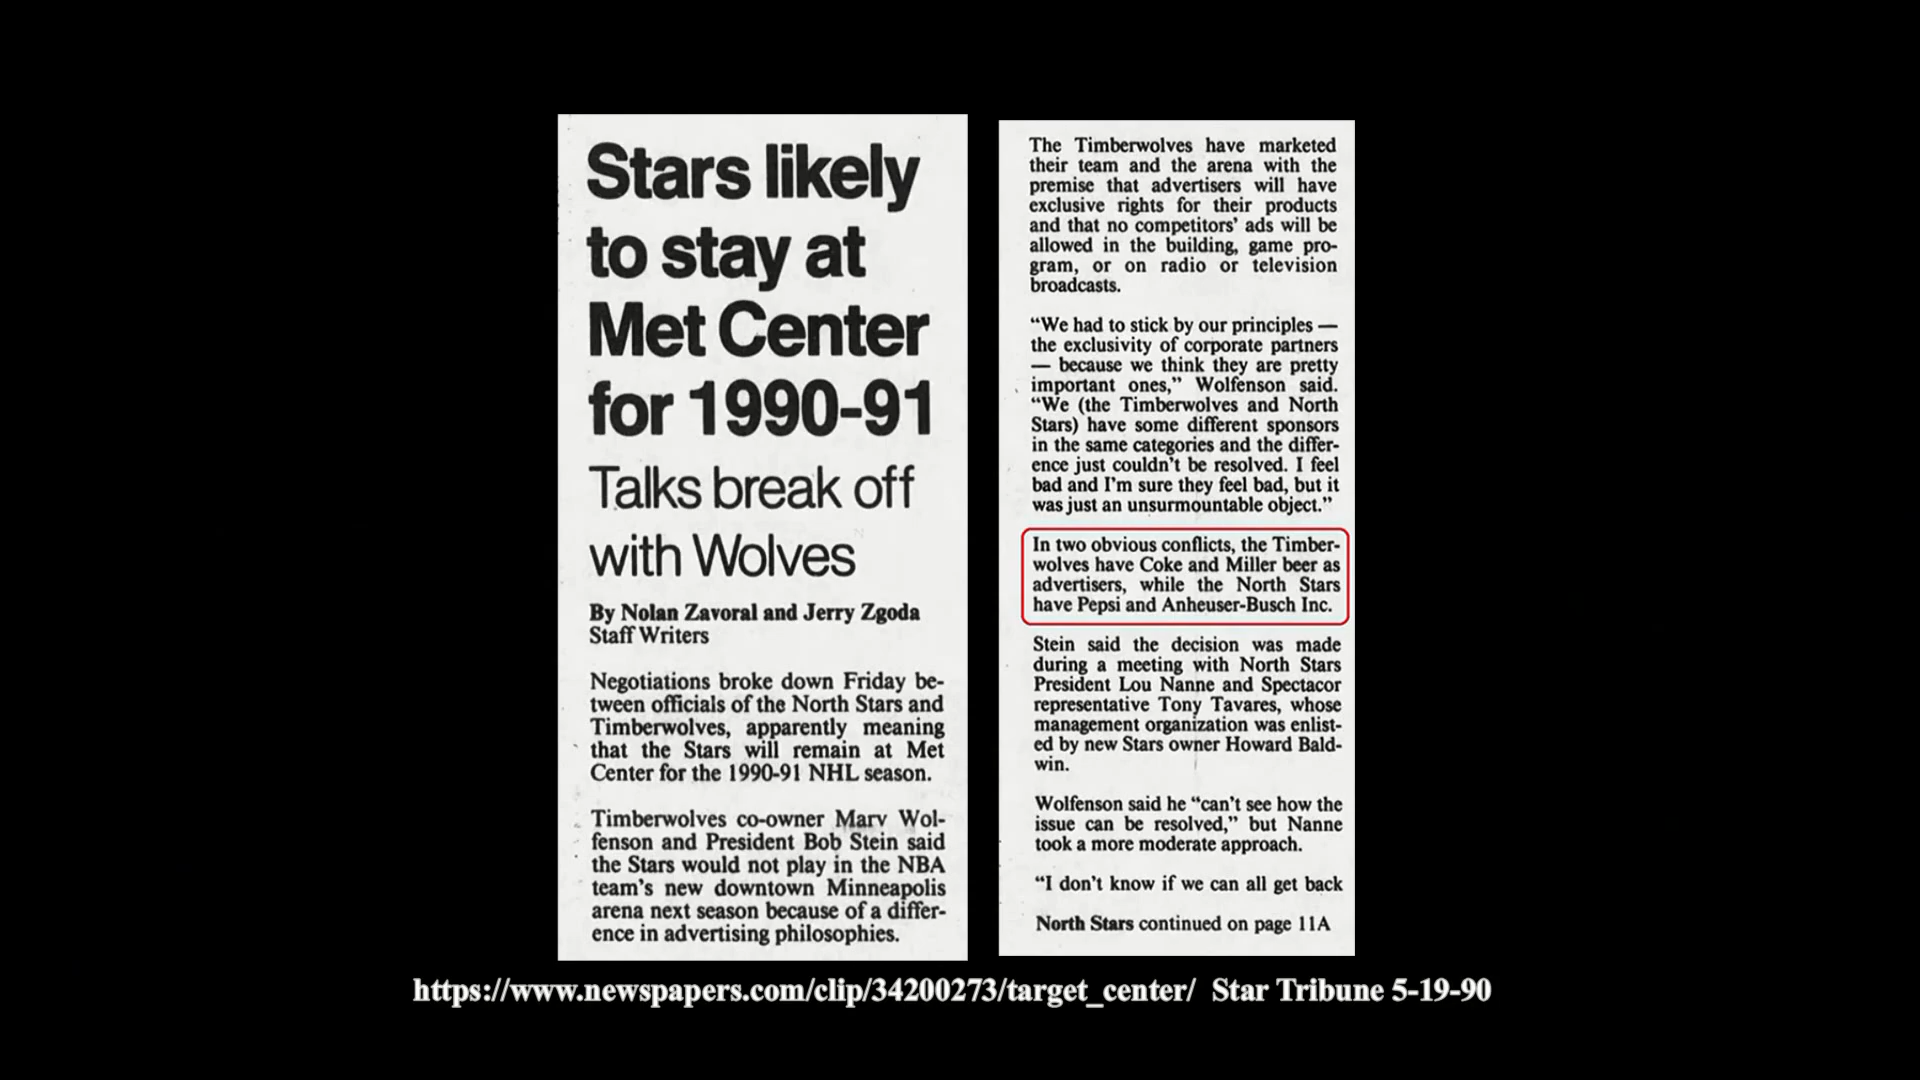 Stars likely
to stay at
Met Center
for 1990-91
Talks break off
with Wolves
By Nolan Zavoral and Jerry Zgoda
Staff Writers
Negotiations broke down Friday be-
tween officials of the North Stars and
Timberwolves, apparently meaning
that the Stars will remain at Met
Center for the 1990-91 NHL season.
Timberwolves co-owner Marv Wol-
fenson and President Bob Stein said
the Stars would not play in the NBA
team's new downtown Minneapolis
arena next season because of a differ-
ence in advertising philosophies.
The Timberwolves have marketed
their team and the arena with the
premise that advertisers will have
exclusive rights for their products
and that no competitors' ads will be
allowed in the building, game pro-
gram, or on radio or television
broadcasts.
“We had to stick by our principles —
the exclusivity of corporate partners
— because we think they are pretty
important ones,” Wolfenson said.
“We (the Timberwolves and North
Stars) have some different sponsors
in the same categories and the differ-
ence just couldn't be resolved. I feel
bad and I'm sure they feel bad, but it
was just an unsurmountable object.”
In two obvious conflicts, the Timber-
wolves have Coke and Miller beer as
advertisers, while the North Stars
have Pepsi and Anheuser-Busch Inc.
Stein said the decision was made
during a meeting with North Stars
President Lou Nanne and Spectacor
representative Tony Tavares, whose
management organization was enlist-
ed by new Stars owner Howard Bald-
win.
Wolfenson said he “can't see how the
issue can be resolved,” but Nanne
took a more moderate approach.
“I don't know if we can all get back
North Stars continued on page 11A
https://www.newspapers.com/clip/34200273/target_center/ Star Tribune 5-19-90